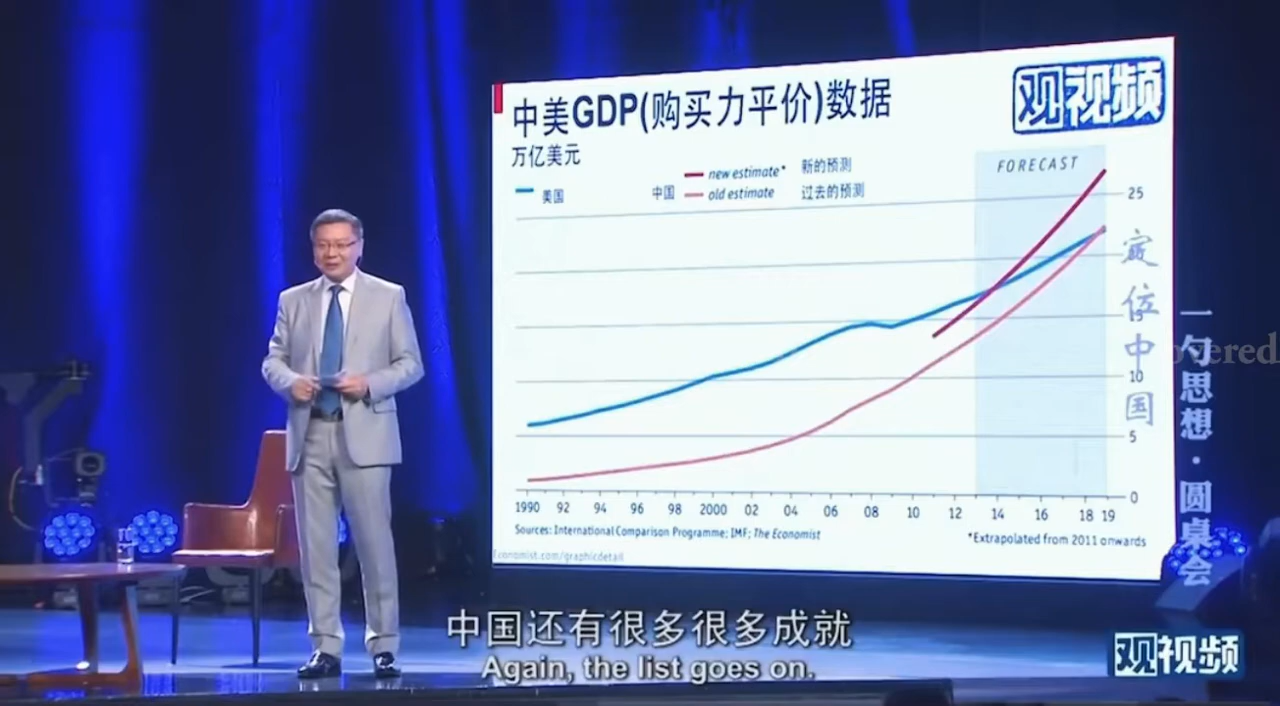 中美GDP(购买力平价)数据
观视频
万亿美元
美国
中国
new estimate* 新的预测
old estimate 过去的预测
FORECAST
25
10
5
0
定位中国
1990 92 94 96 98 2000 02 04 06 08 10 12 14 16 18 19
Sources: International Comparison Programme; IMF; The Economist
*Extrapolated from 2011 onwards
Economist.com/graphicdetail
一勺思想·圆桌会
overed
中国还有很多很多成就
Again, the list goes on.
观视频